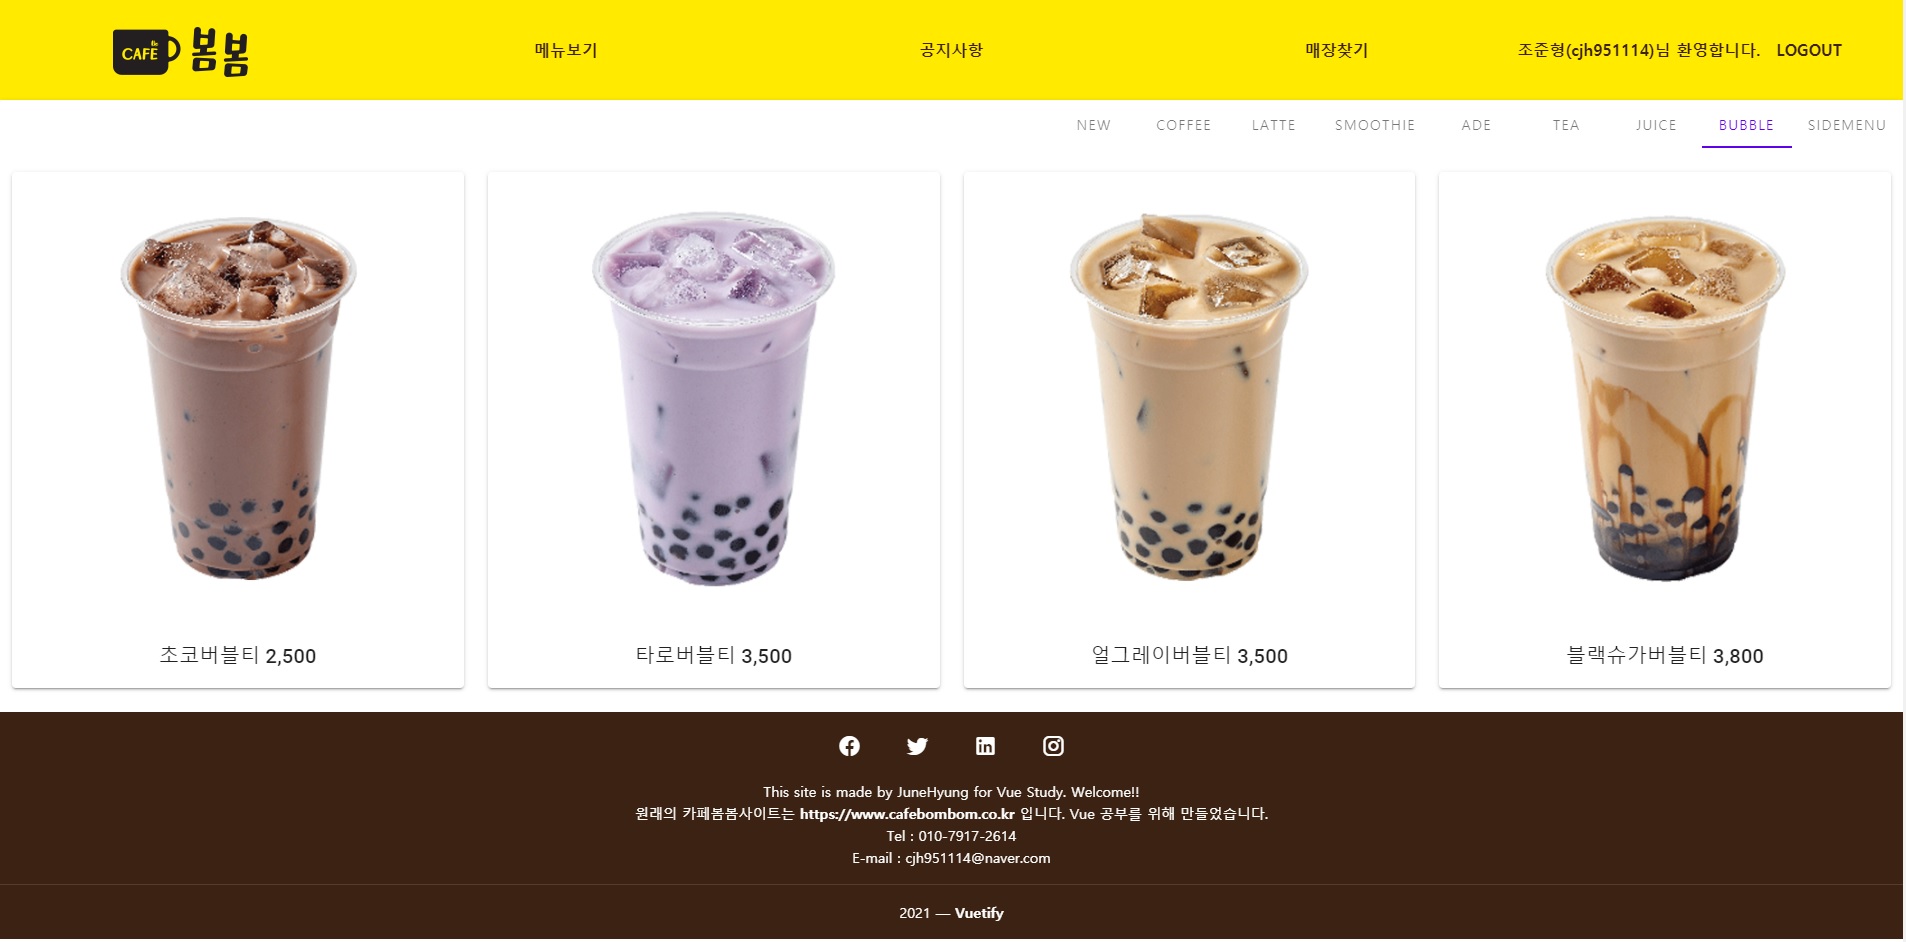 CAFE
봄봄
메뉴보기
공지사항
매장찾기
조준형(cjh951114)님 환영합니다. LOGOUT
NEW COFFEE LATTE SMOOTHIE ADE TEA JUICE BUBBLE SIDEMENU
초코버블티 2,500
타로버블티 3,500
얼그레이버블티 3,500
블랙슈가버블티 3,800
This site is made by JuneHyung for Vue Study. Welcome!!
원래의 카페봄봄사이트는 https://www.cafebombom.co.kr 입니다. Vue 공부를 위해 만들었습니다.
Tel : 010-7917-2614
E-mail : cjh951114@naver.com
2021 — Vuetify